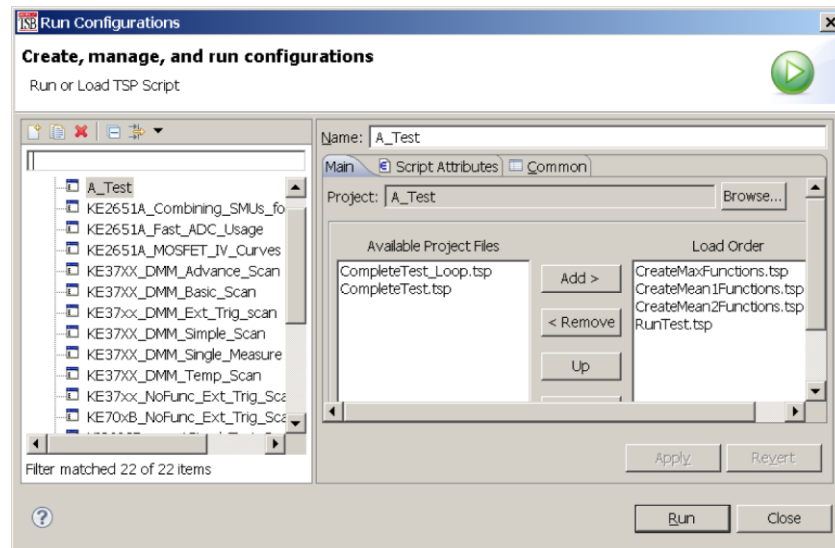 TSB Run Configurations
Create, manage, and run configurations
Run or Load TSP Script
A_Test
KE2651A_Combining_SMUs_fo
KE2651A_Fast_ADC_Usage
KE2651A_MOSFET_IV_Curves
KE37XX_DMM_Advance_Scan
KE37XX_DMM_Basic_Scan
KE37xx_DMM_Ext_Trig_scan
KE37XX_DMM_Simple_Scan
KE37XX_DMM_Single_Measure
KE37XX_DMM_Temp_Scan
KE37xx_NoFunc_Ext_Trig_Sca
KE70xB_NoFunc_Ext_Trig_Sca
Filter matched 22 of 22 items
Name: A_Test
Main Script Attributes Common
Project: A_Test Browse...
Available Project Files
CompleteTest_Loop.tsp
CompleteTest.tsp
Add >
< Remove
Up
Load Order
CreateMaxFunctions.tsp
CreateMean1Functions.tsp
CreateMean2Functions.tsp
RunTest.tsp
Apply Revert
Run Close